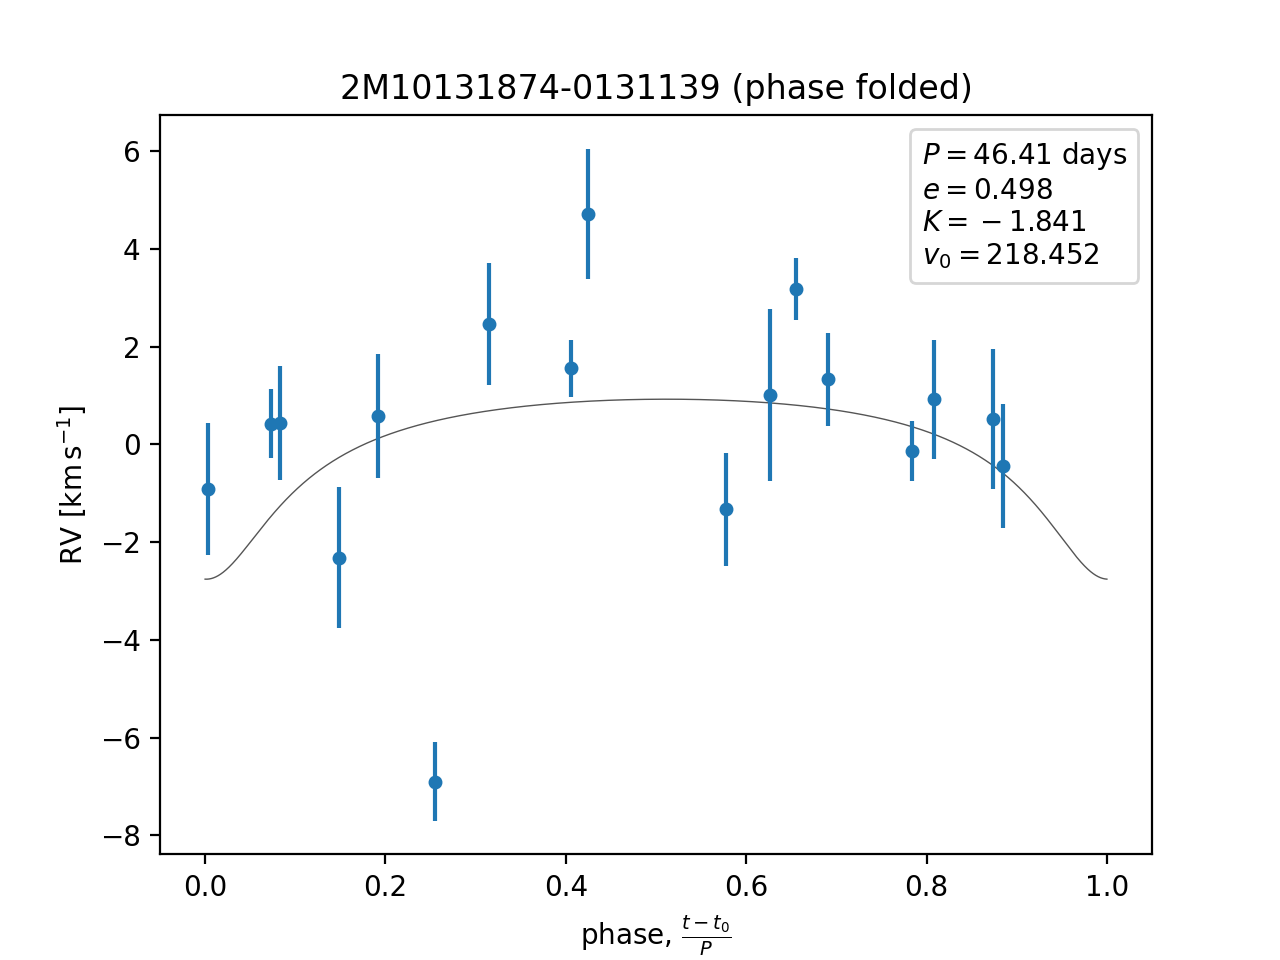 2M10131874-0131139 (phase folded)
P = 46.41 days
e = 0.498
K = −1.841
v₀ = 218.452
6
4
2
0
−2
−4
−6
−8
RV [km s⁻¹]
0.0 0.2 0.4 0.6 0.8 1.0
phase, (t − t₀)/P